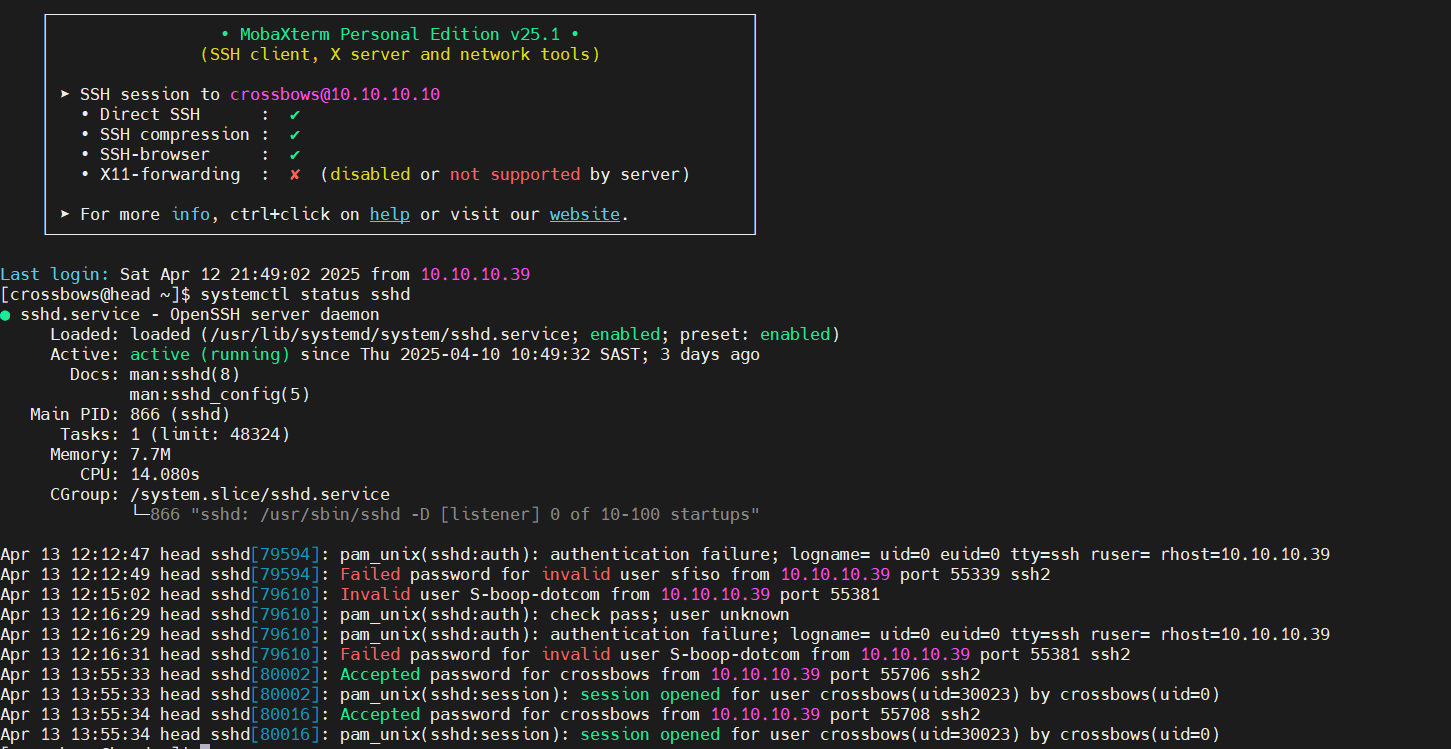 • MobaXterm Personal Edition v25.1 •
(SSH client, X server and network tools)
➤ SSH session to crossbows@10.10.10.10
• Direct SSH : ✔
• SSH compression : ✔
• SSH-browser : ✔
• X11-forwarding : ✘ (disabled or not supported by server)
➤ For more info, ctrl+click on help or visit our website.
Last login: Sat Apr 12 21:49:02 2025 from 10.10.10.39
[crossbows@head ~]$ systemctl status sshd
● sshd.service - OpenSSH server daemon
Loaded: loaded (/usr/lib/systemd/system/sshd.service; enabled; preset: enabled)
Active: active (running) since Thu 2025-04-10 10:49:32 SAST; 3 days ago
Docs: man:sshd(8)
man:sshd_config(5)
Main PID: 866 (sshd)
Tasks: 1 (limit: 48324)
Memory: 7.7M
CPU: 14.080s
CGroup: /system.slice/sshd.service
└─866 "sshd: /usr/sbin/sshd -D [listener] 0 of 10-100 startups"
Apr 13 12:12:47 head sshd[79594]: pam_unix(sshd:auth): authentication failure; logname= uid=0 euid=0 tty=ssh ruser= rhost=10.10.10.39
Apr 13 12:12:49 head sshd[79594]: Failed password for invalid user sfiso from 10.10.10.39 port 55339 ssh2
Apr 13 12:15:02 head sshd[79610]: Invalid user S-boop-dotcom from 10.10.10.39 port 55381
Apr 13 12:16:29 head sshd[79610]: pam_unix(sshd:auth): check pass; user unknown
Apr 13 12:16:29 head sshd[79610]: pam_unix(sshd:auth): authentication failure; logname= uid=0 euid=0 tty=ssh ruser= rhost=10.10.10.39
Apr 13 12:16:31 head sshd[79610]: Failed password for invalid user S-boop-dotcom from 10.10.10.39 port 55381 ssh2
Apr 13 13:55:33 head sshd[80002]: Accepted password for crossbows from 10.10.10.39 port 55706 ssh2
Apr 13 13:55:33 head sshd[80002]: pam_unix(sshd:session): session opened for user crossbows(uid=30023) by crossbows(uid=0)
Apr 13 13:55:34 head sshd[80016]: Accepted password for crossbows from 10.10.10.39 port 55708 ssh2
Apr 13 13:55:34 head sshd[80016]: pam_unix(sshd:session): session opened for user crossbows(uid=30023) by crossbows(uid=0)